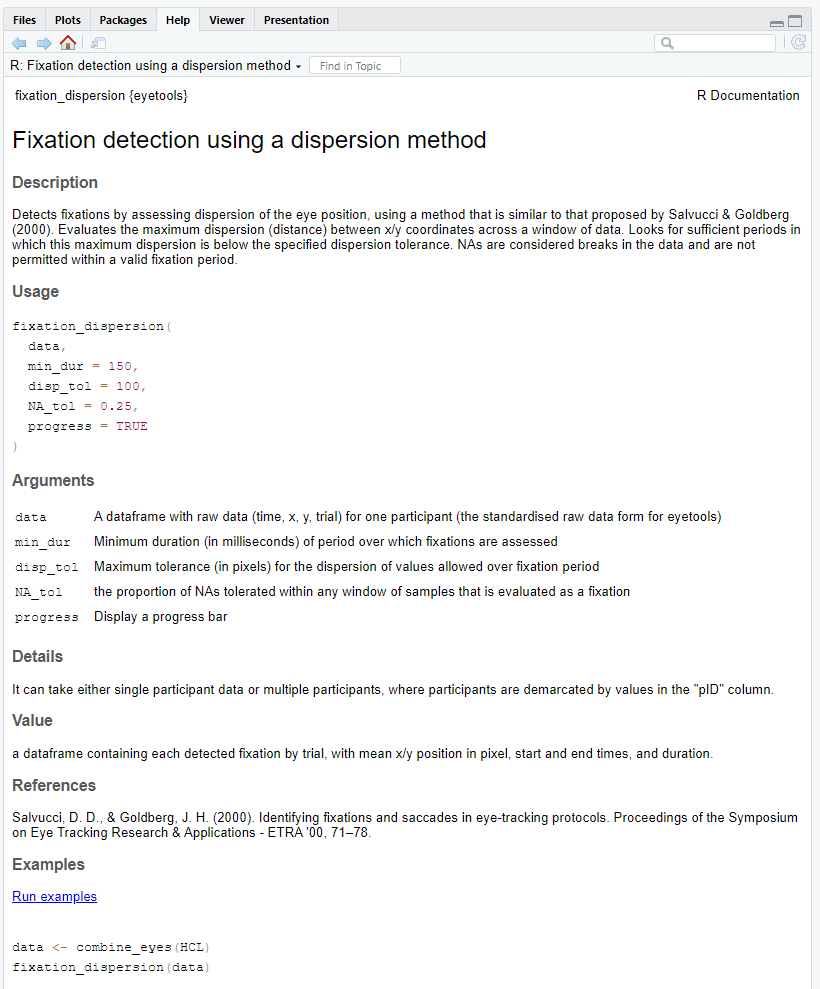 Files Plots Packages Help Viewer Presentation
R: Fixation detection using a dispersion method Find in Topic
fixation_dispersion {eyetools} R Documentation
Fixation detection using a dispersion method
Description
Detects fixations by assessing dispersion of the eye position, using a method that is similar to that proposed by Salvucci & Goldberg
(2000). Evaluates the maximum dispersion (distance) between x/y coordinates across a window of data. Looks for sufficient periods in
which this maximum dispersion is below the specified dispersion tolerance. NAs are considered breaks in the data and are not
permitted within a valid fixation period.
Usage
fixation_dispersion(
data,
min_dur = 150,
disp_tol = 100,
NA_tol = 0.25,
progress = TRUE
)
Arguments
data A dataframe with raw data (time, x, y, trial) for one participant (the standardised raw data form for eyetools)
min_dur Minimum duration (in milliseconds) of period over which fixations are assessed
disp_tol Maximum tolerance (in pixels) for the dispersion of values allowed over fixation period
NA_tol the proportion of NAs tolerated within any window of samples that is evaluated as a fixation
progress Display a progress bar
Details
It can take either single participant data or multiple participants, where participants are demarcated by values in the "pID" column.
Value
a dataframe containing each detected fixation by trial, with mean x/y position in pixel, start and end times, and duration.
References
Salvucci, D. D., & Goldberg, J. H. (2000). Identifying fixations and saccades in eye-tracking protocols. Proceedings of the Symposium
on Eye Tracking Research & Applications - ETRA '00, 71–78.
Examples
Run examples
data <- combine_eyes(HCL)
fixation_dispersion(data)